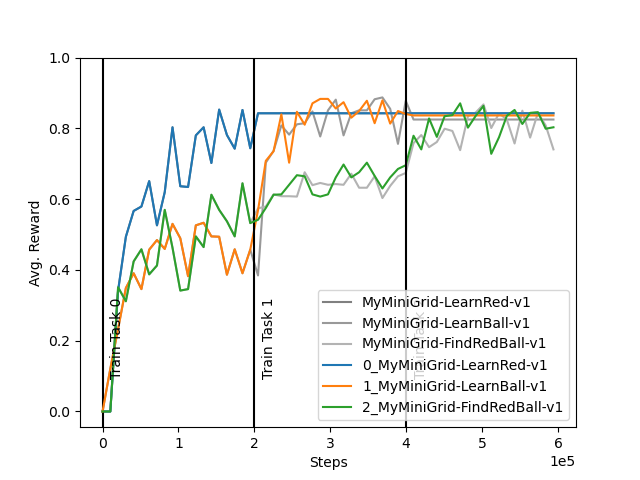 1.0
0.8
0.6
0.4
0.2
0.0
Avg. Reward
Train Task 0
Train Task 1
Train Task
MyMiniGrid-LearnRed-v1
MyMiniGrid-LearnBall-v1
MyMiniGrid-FindRedBall-v1
0_MyMiniGrid-LearnRed-v1
1_MyMiniGrid-LearnBall-v1
2_MyMiniGrid-FindRedBall-v1
0 1 2 3 4 5 6
1e5
Steps